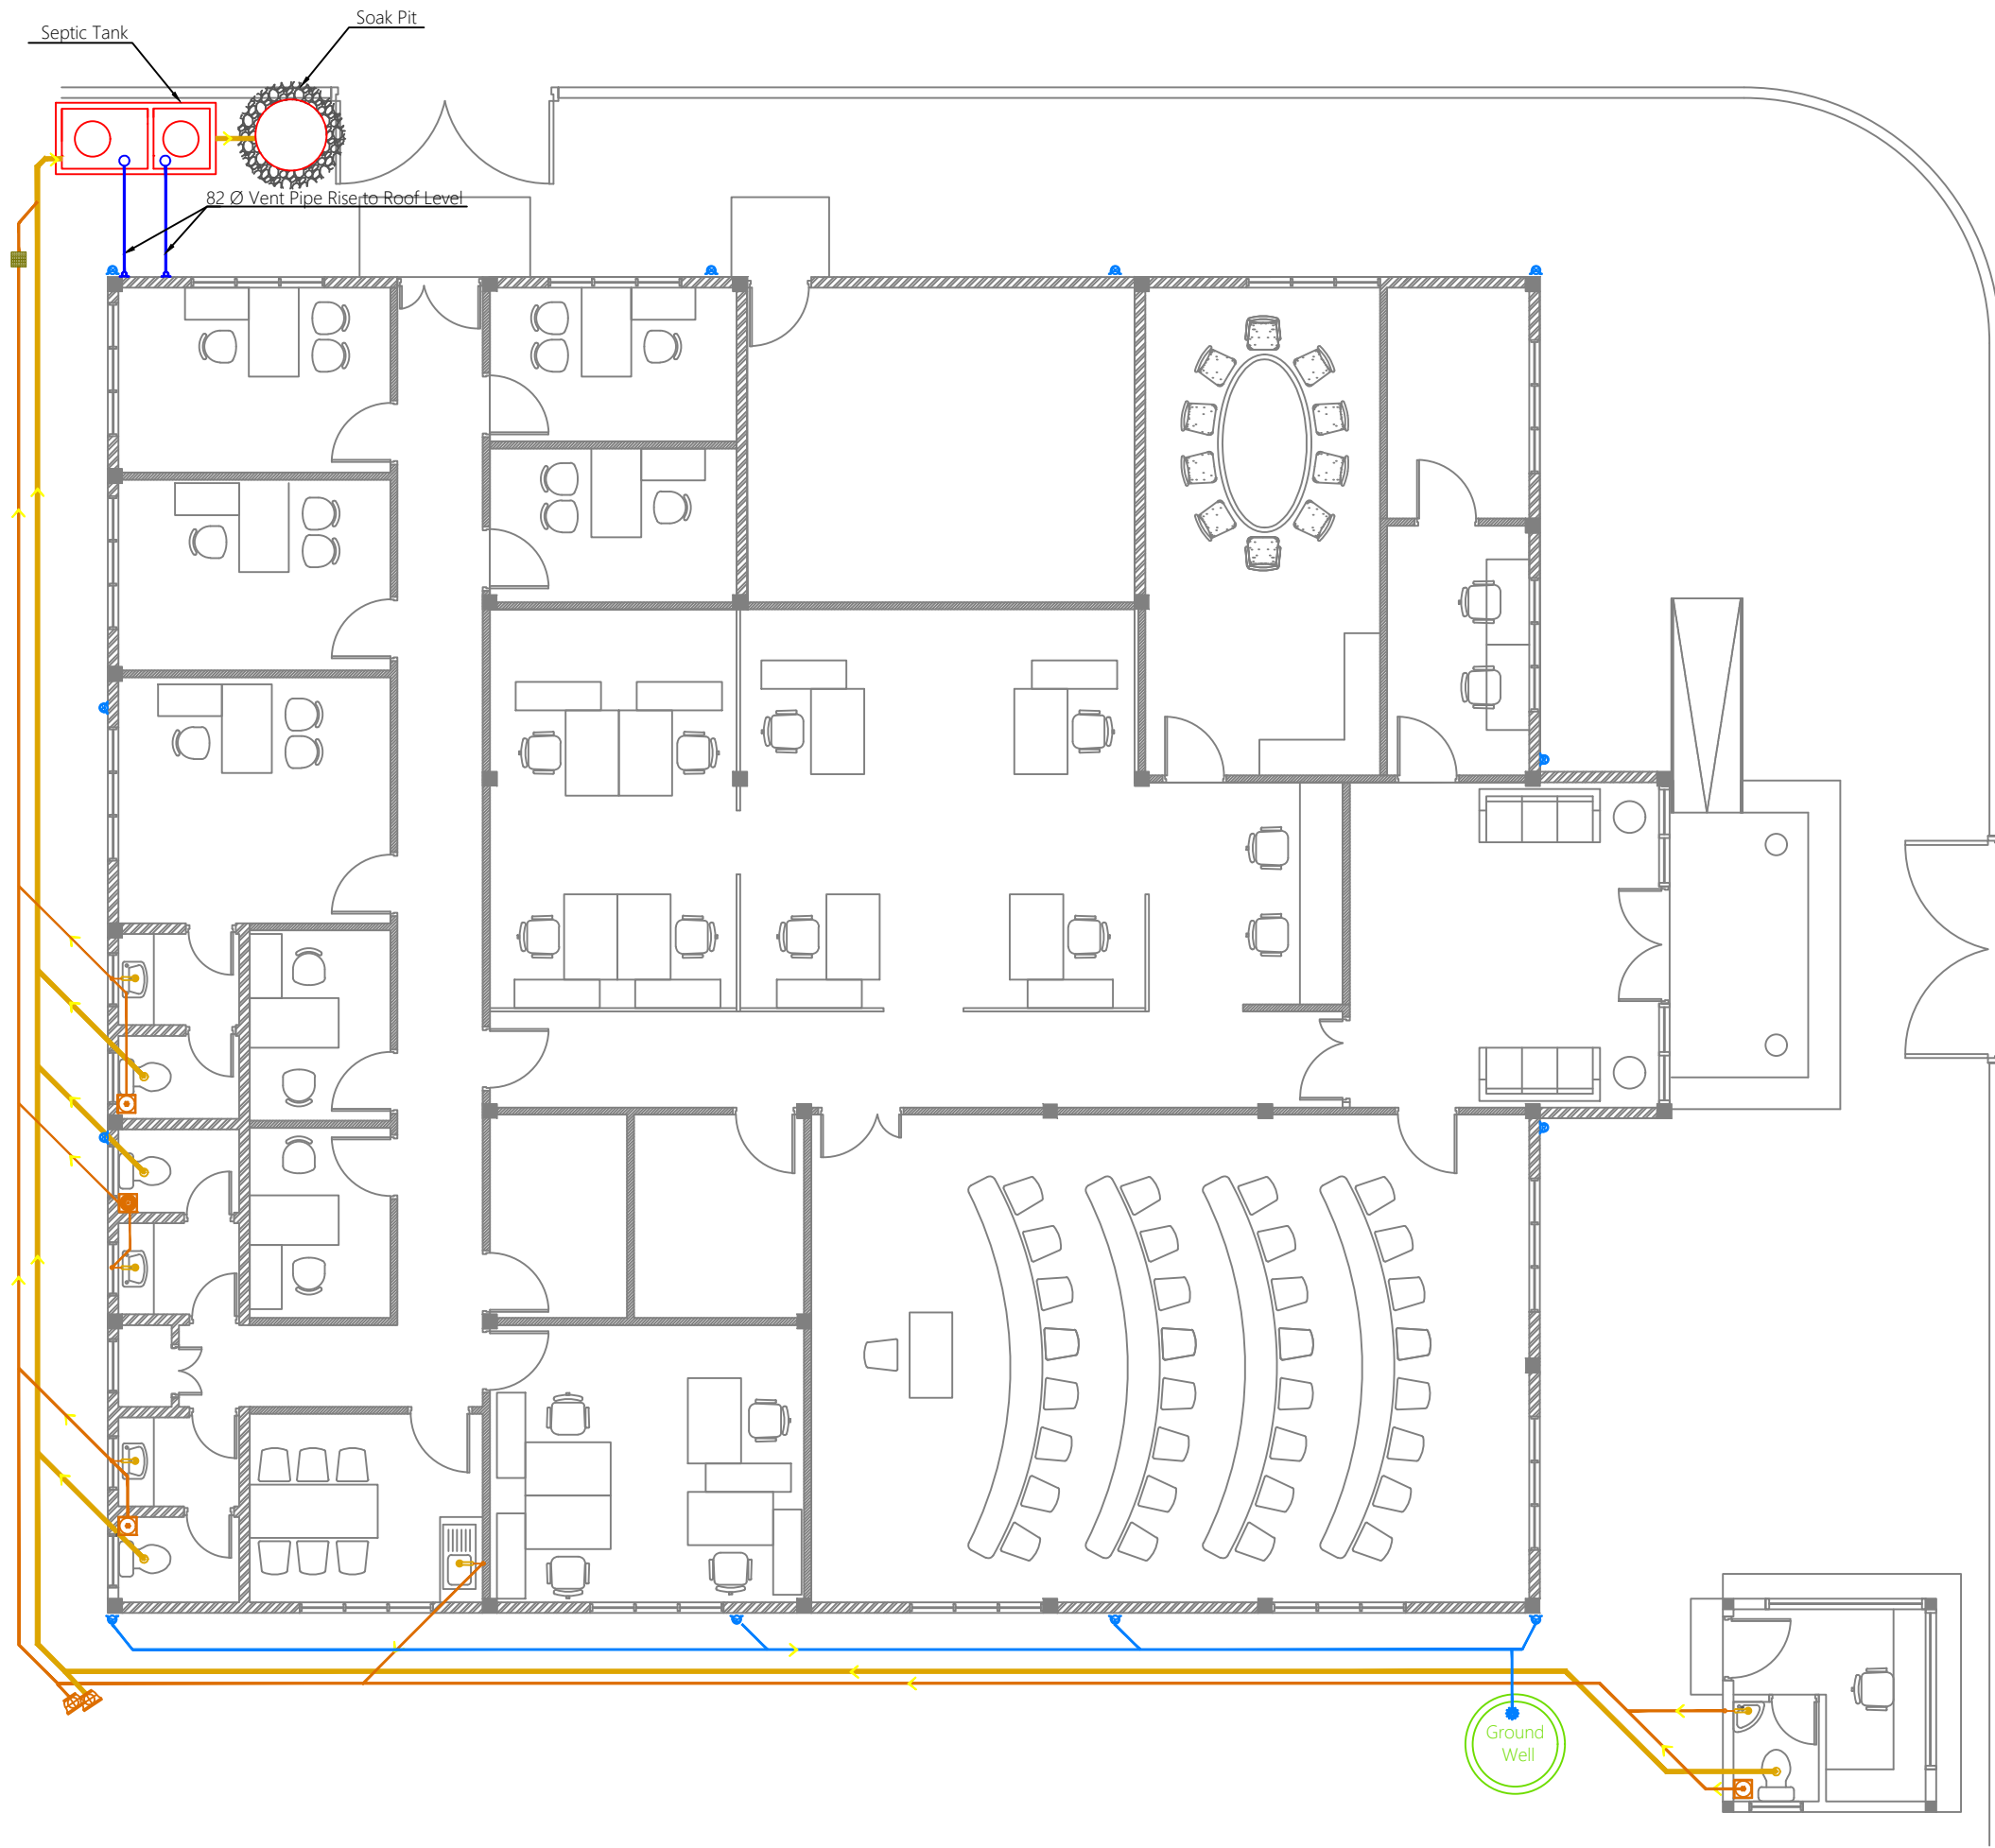 Soak Pit
Septic Tank
82 Ø Vent Pipe Rise to Roof Level
Ground
Well